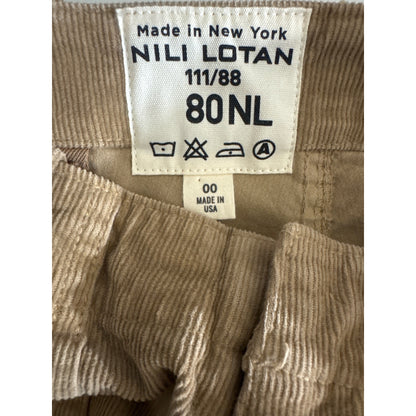 Made in New York
NILI LOTAN
111/88
80NL
A
00
MADE IN
USA